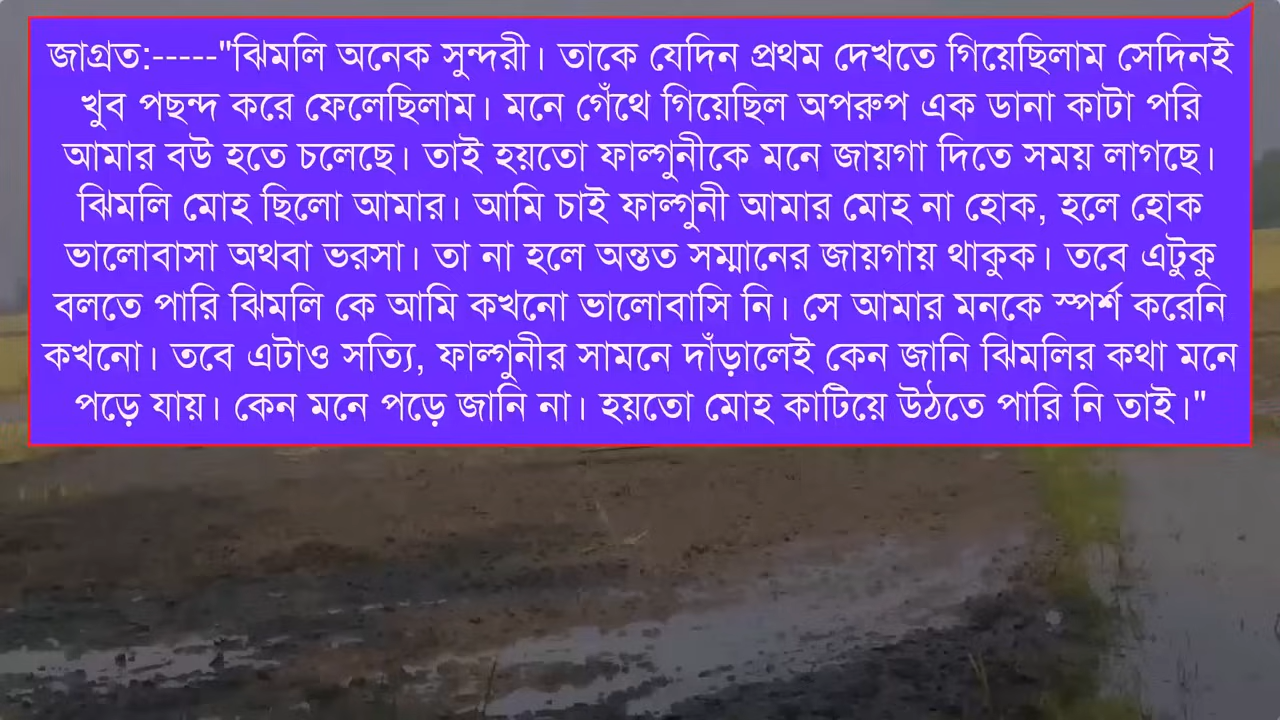 জাগ্রত:-----"ঝিমলি অনেক সুন্দরী। তাকে যেদিন প্রথম দেখতে গিয়েছিলাম সেদিনই
খুব পছন্দ করে ফেলেছিলাম। মনে গেঁথে গিয়েছিল অপরুপ এক ডানা কাটা পরি
আমার বউ হতে চলেছে। তাই হয়তো ফাল্গুনীকে মনে জায়গা দিতে সময় লাগছে।
ঝিমলি মোহ ছিলো আমার। আমি চাই ফাল্গুনী আমার মোহ না হোক, হলে হোক
ভালোবাসা অথবা ভরসা। তা না হলে অন্তত সম্মানের জায়গায় থাকুক। তবে এটুকু
বলতে পারি ঝিমলি কে আমি কখনো ভালোবাসি নি। সে আমার মনকে স্পর্শ করেনি
কখনো। তবে এটাও সত্যি, ফাল্গুনীর সামনে দাঁড়ালেই কেন জানি ঝিমলির কথা মনে
পড়ে যায়। কেন মনে পড়ে জানি না। হয়তো মোহ কাটিয়ে উঠতে পারি নি তাই।"